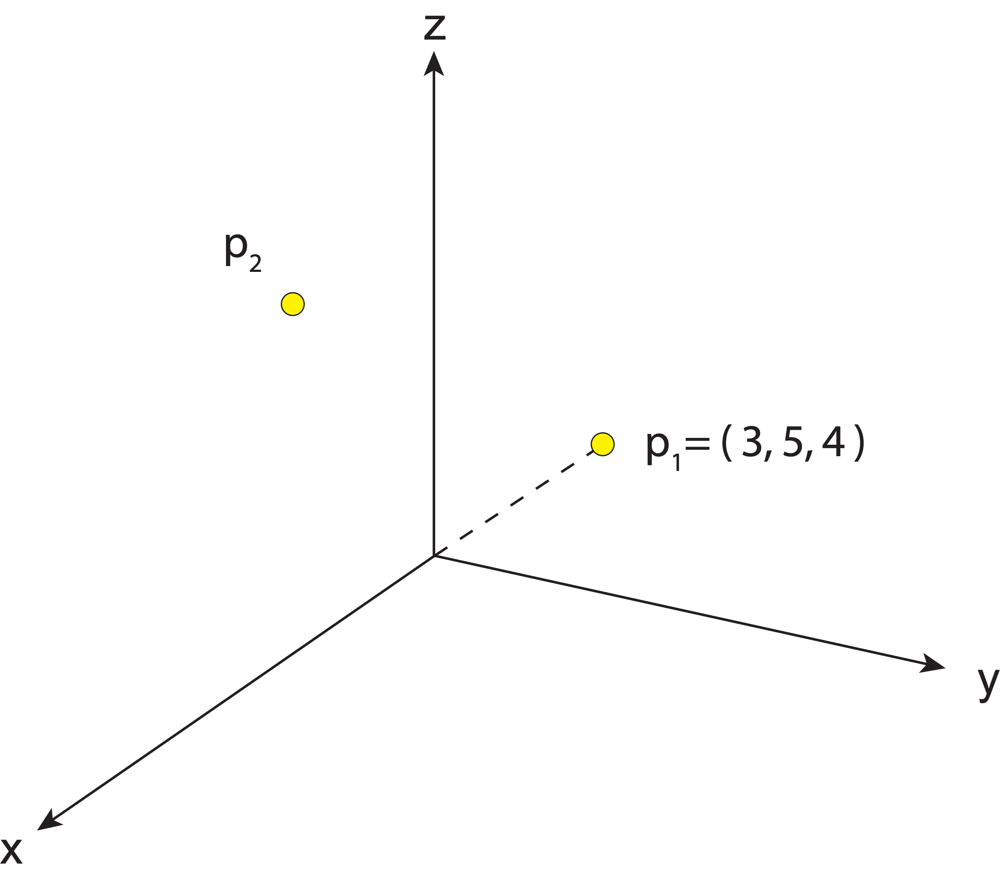 z
p2
p1= (3, 5, 4 )
y
x